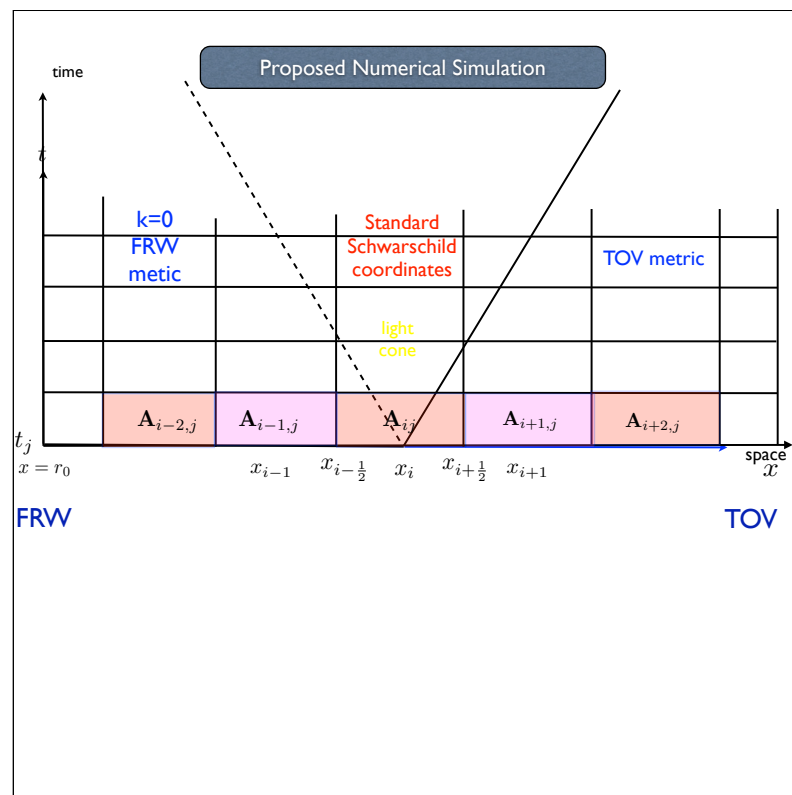 Proposed Numerical Simulation
time
t
k=0
FRW
metic
Standard
Schwarschild
coordinates
TOV metric
light
cone
A_{i-2,j}
A_{i-1,j}
A_{ij}
A_{i+1,j}
A_{i+2,j}
t_j
space
x = r_0
x_{i-1}
x_{i-\frac{1}{2}}
x_i
x_{i+\frac{1}{2}}
x_{i+1}
x
FRW
TOV